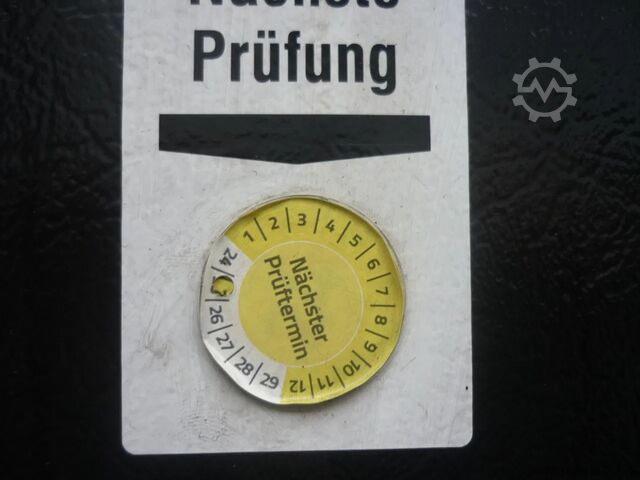 Nächste
Prüfung
1 2 3 4 5 6 7 8 9 10 11 12
24 26 27 28 29
Nächster
Prüftermin